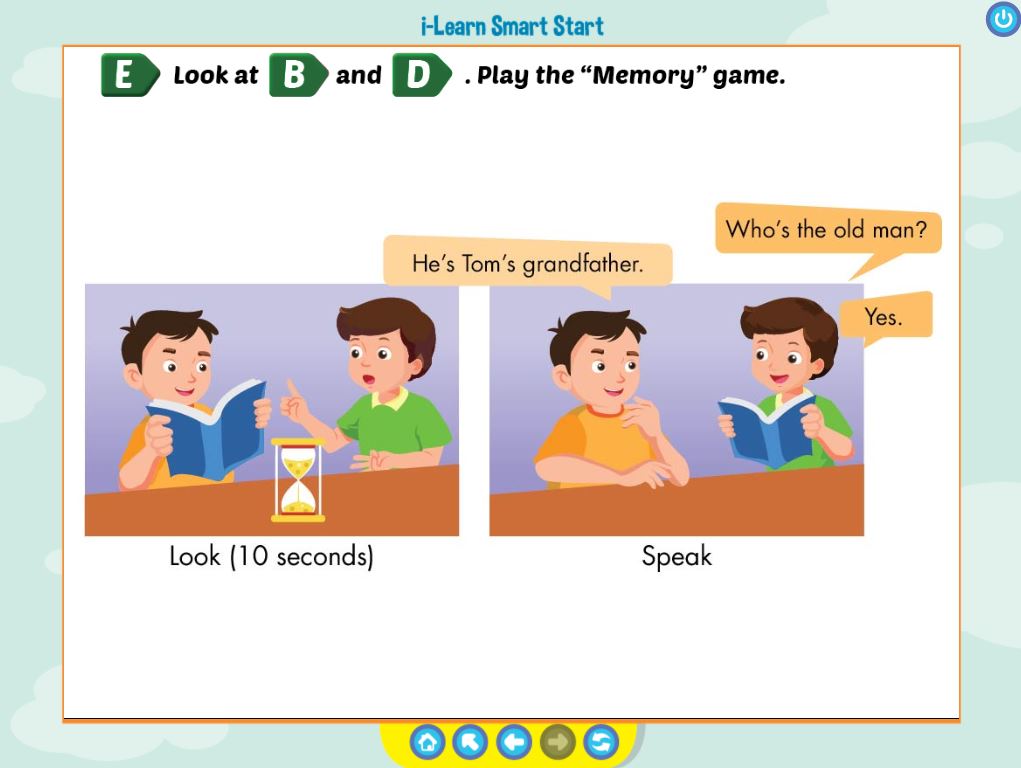 i-Learn Smart Start
E Look at B and D . Play the “Memory” game.
Who's the old man?
He's Tom's grandfather.
Yes.
Look (10 seconds)
Speak